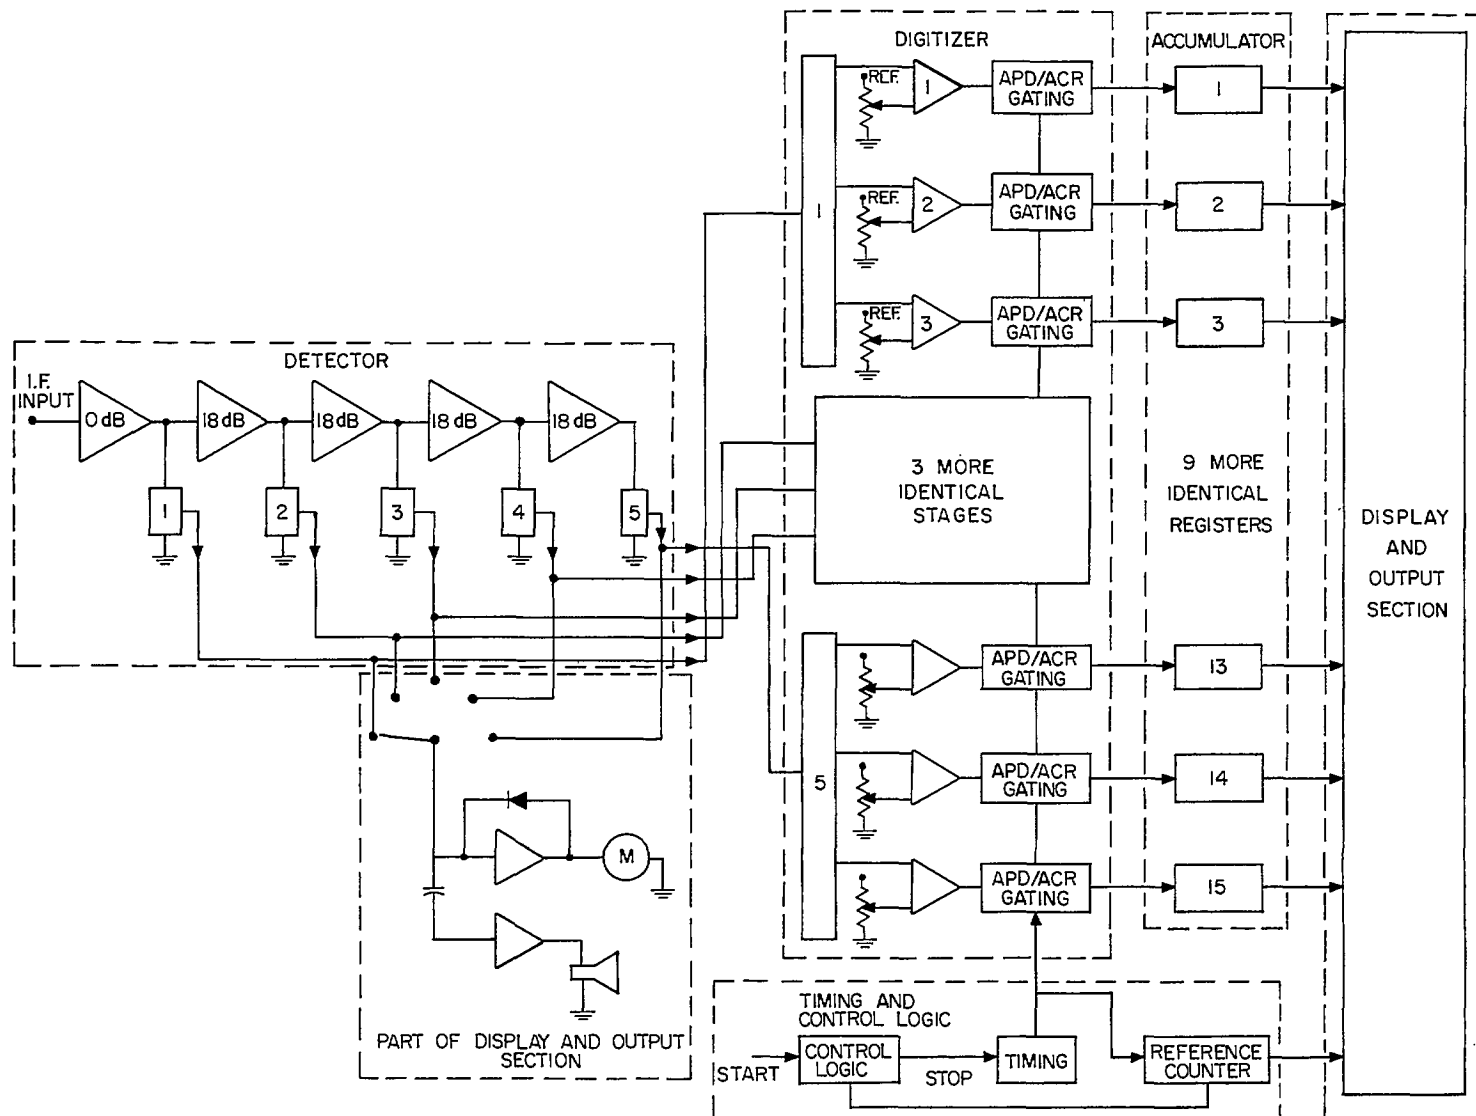 DIGITIZER
ACCUMULATOR
1
REF.
1
APD/ACR
GATING
1
REF.
2
APD/ACR
GATING
2
REF.
3
APD/ACR
GATING
3
DETECTOR
I.F.
INPUT
0 dB
18 dB
18 dB
18 dB
18 dB
1
2
3
4
5
3 MORE
IDENTICAL
STAGES
9 MORE
IDENTICAL
REGISTERS
DISPLAY
AND
OUTPUT
SECTION
5
APD/ACR
GATING
13
APD/ACR
GATING
14
APD/ACR
GATING
15
M
PART OF DISPLAY AND OUTPUT
SECTION
TIMING AND
CONTROL LOGIC
START
CONTROL
LOGIC
STOP
TIMING
REFERENCE
COUNTER